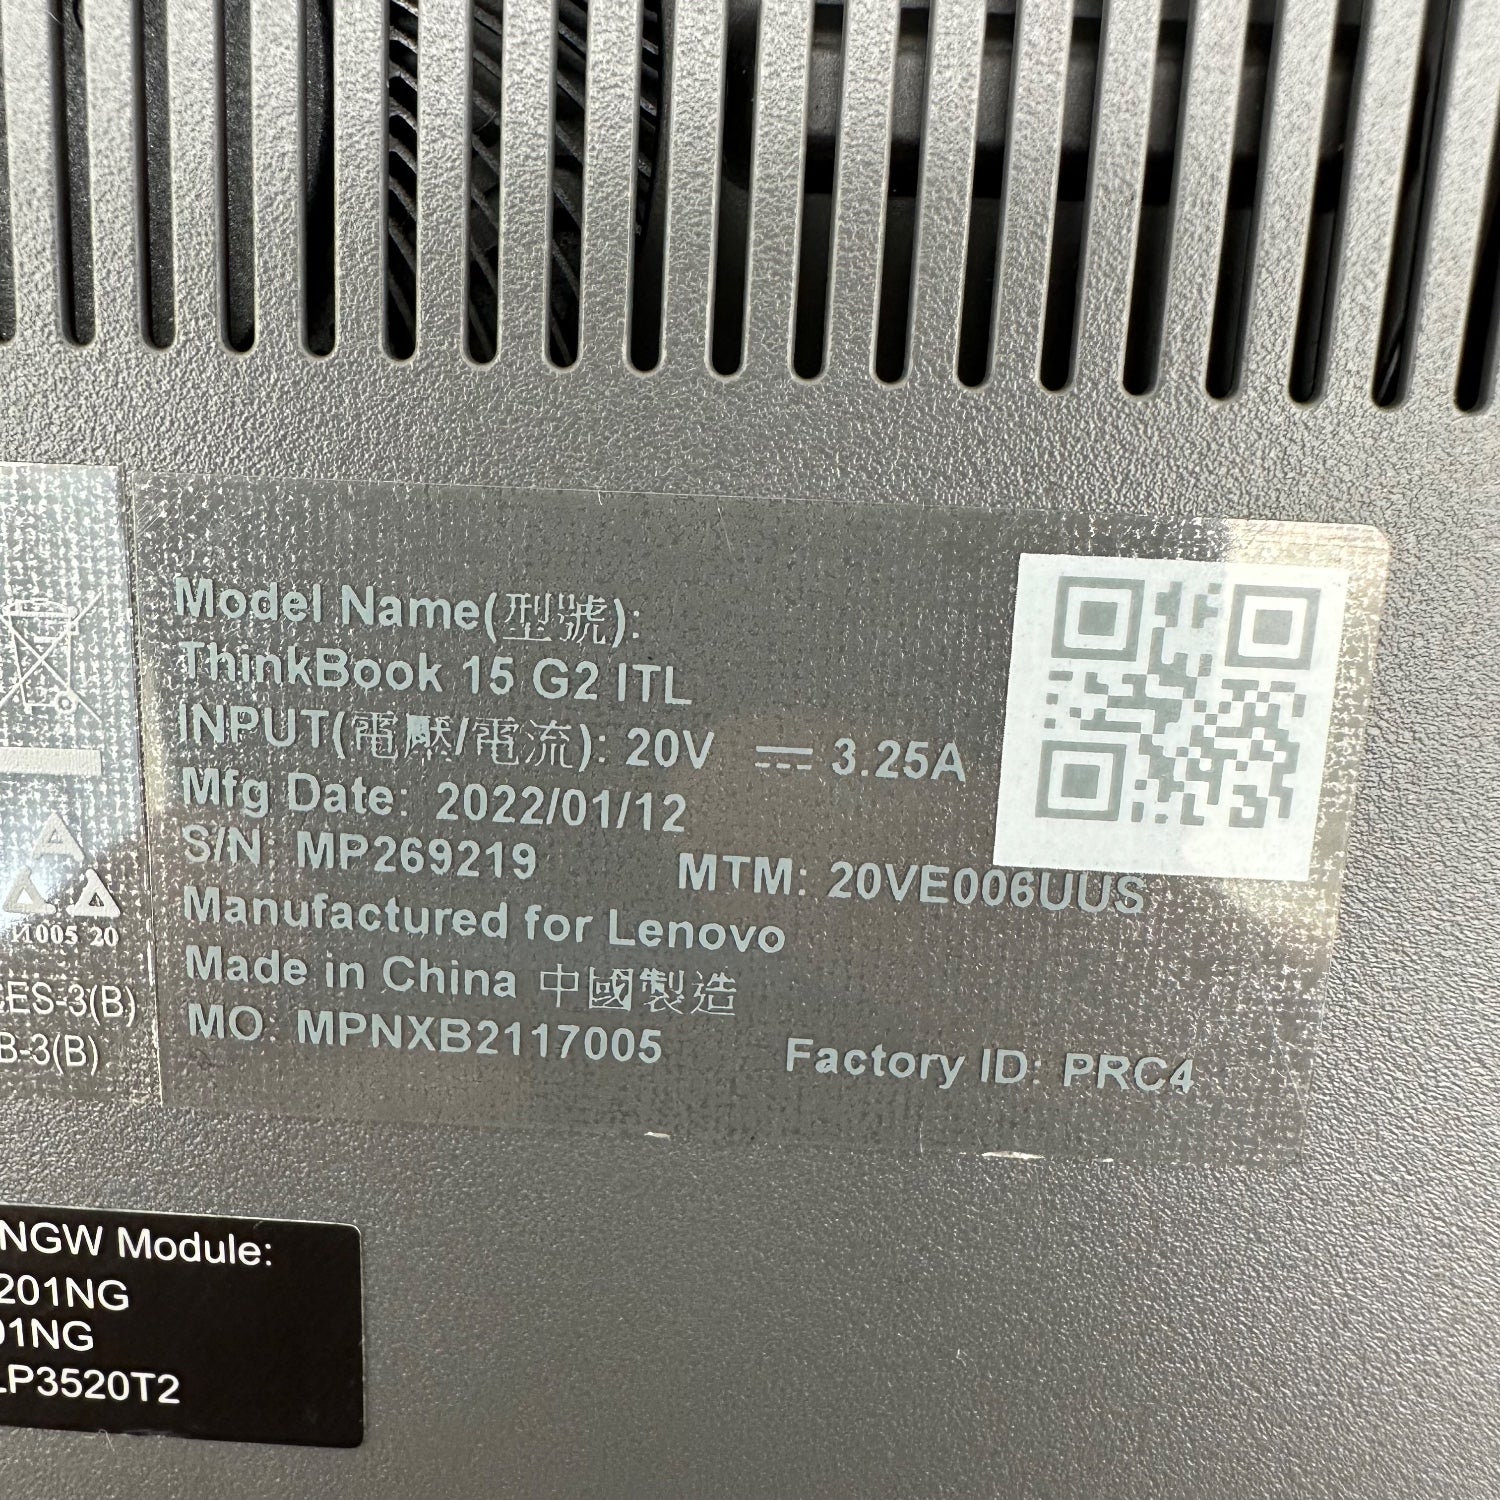 Model Name(型號):
ThinkBook 15 G2 ITL
INPUT(電壓/電流): 20V ⎓ 3.25A
Mfg Date: 2022/01/12
S/N: MP269219 MTM: 20VE006UUS
Manufactured for Lenovo
Made in China 中國製造
MO: MPNXB2117005 Factory ID: PRC4
11005 20
ES-3(B)
B-3(B)
NGW Module:
201NG
01NG
LP3520T2